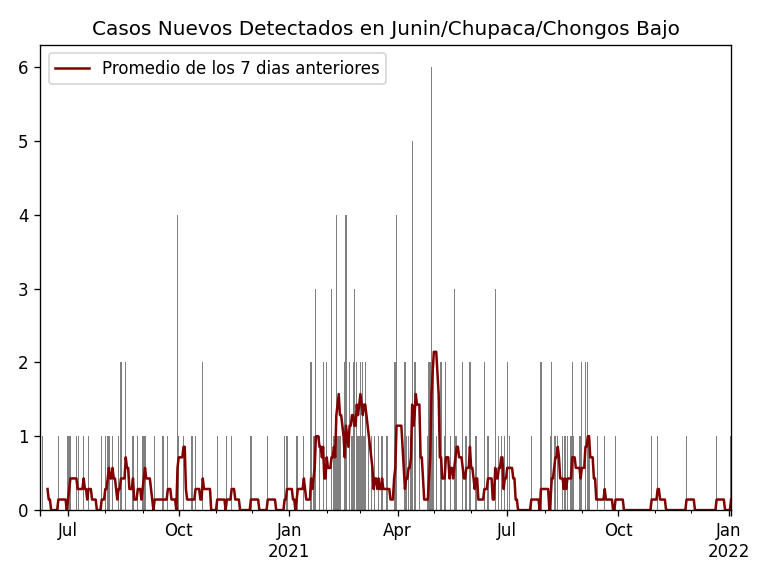 Casos Nuevos Detectados en Junin/Chupaca/Chongos Bajo
Promedio de los 7 dias anteriores
6
5
4
3
2
1
0
Jul Oct Jan Apr Jul Oct Jan
2021 2022